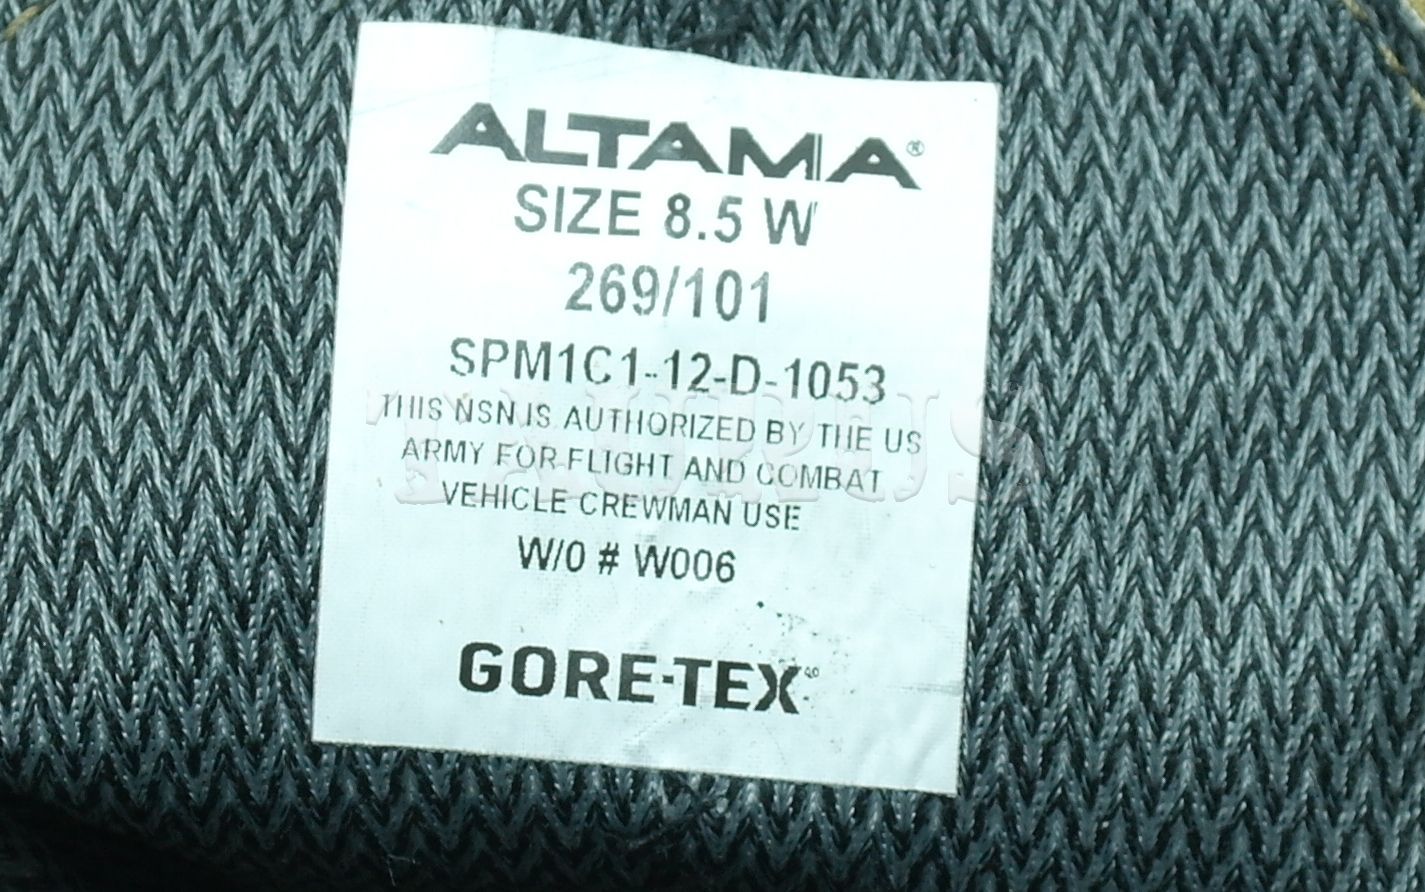 ALTAMA®
SIZE 8.5 W
269/101
SPM1C1-12-D-1053
THIS NSN IS AUTHORIZED BY THE US
ARMY FOR FLIGHT AND COMBAT
VEHICLE CREWMAN USE
W/O # W006
GORE-TEX®
TAURUS